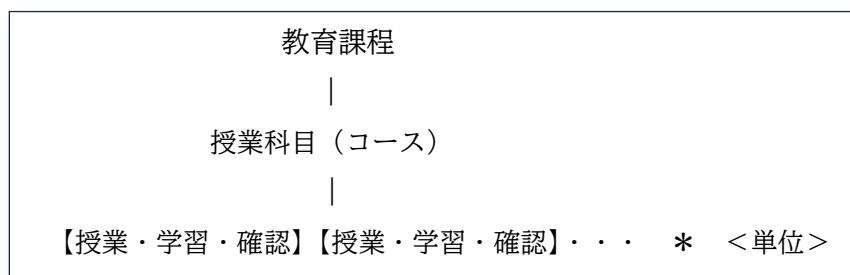 教育課程
｜
授業科目（コース）
｜
【授業・学習・確認】【授業・学習・確認】・・・　＊　＜単位＞